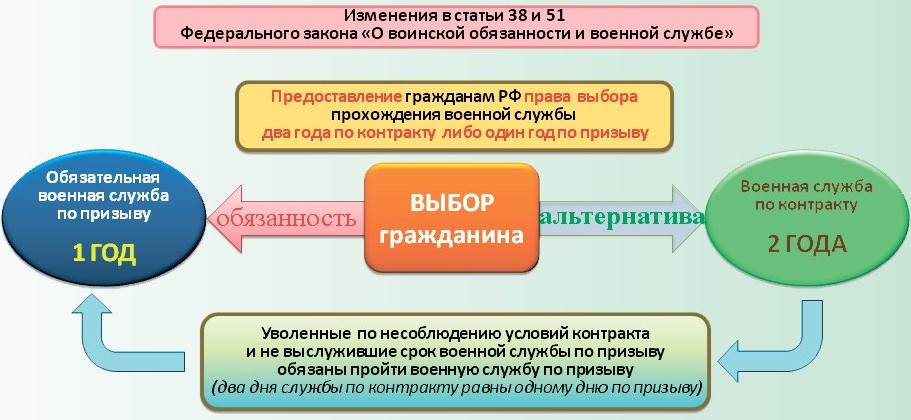 Изменения в статьи 38 и 51
Федерального закона «О воинской обязанности и военной службе»
Предоставление гражданам РФ права выбора
прохождения военной службы
два года по контракту либо один год по призыву
Обязательная
военная служба
по призыву
1 ГОД
обязанность
ВЫБОР
гражданина
альтернатива
Военная служба
по контракту
2 ГОДА
Уволенные по несоблюдению условий контракта
и не выслужившие срок военной службы по призыву
обязаны пройти военную службу по призыву
(два дня службы по контракту равны одному дню по призыву)